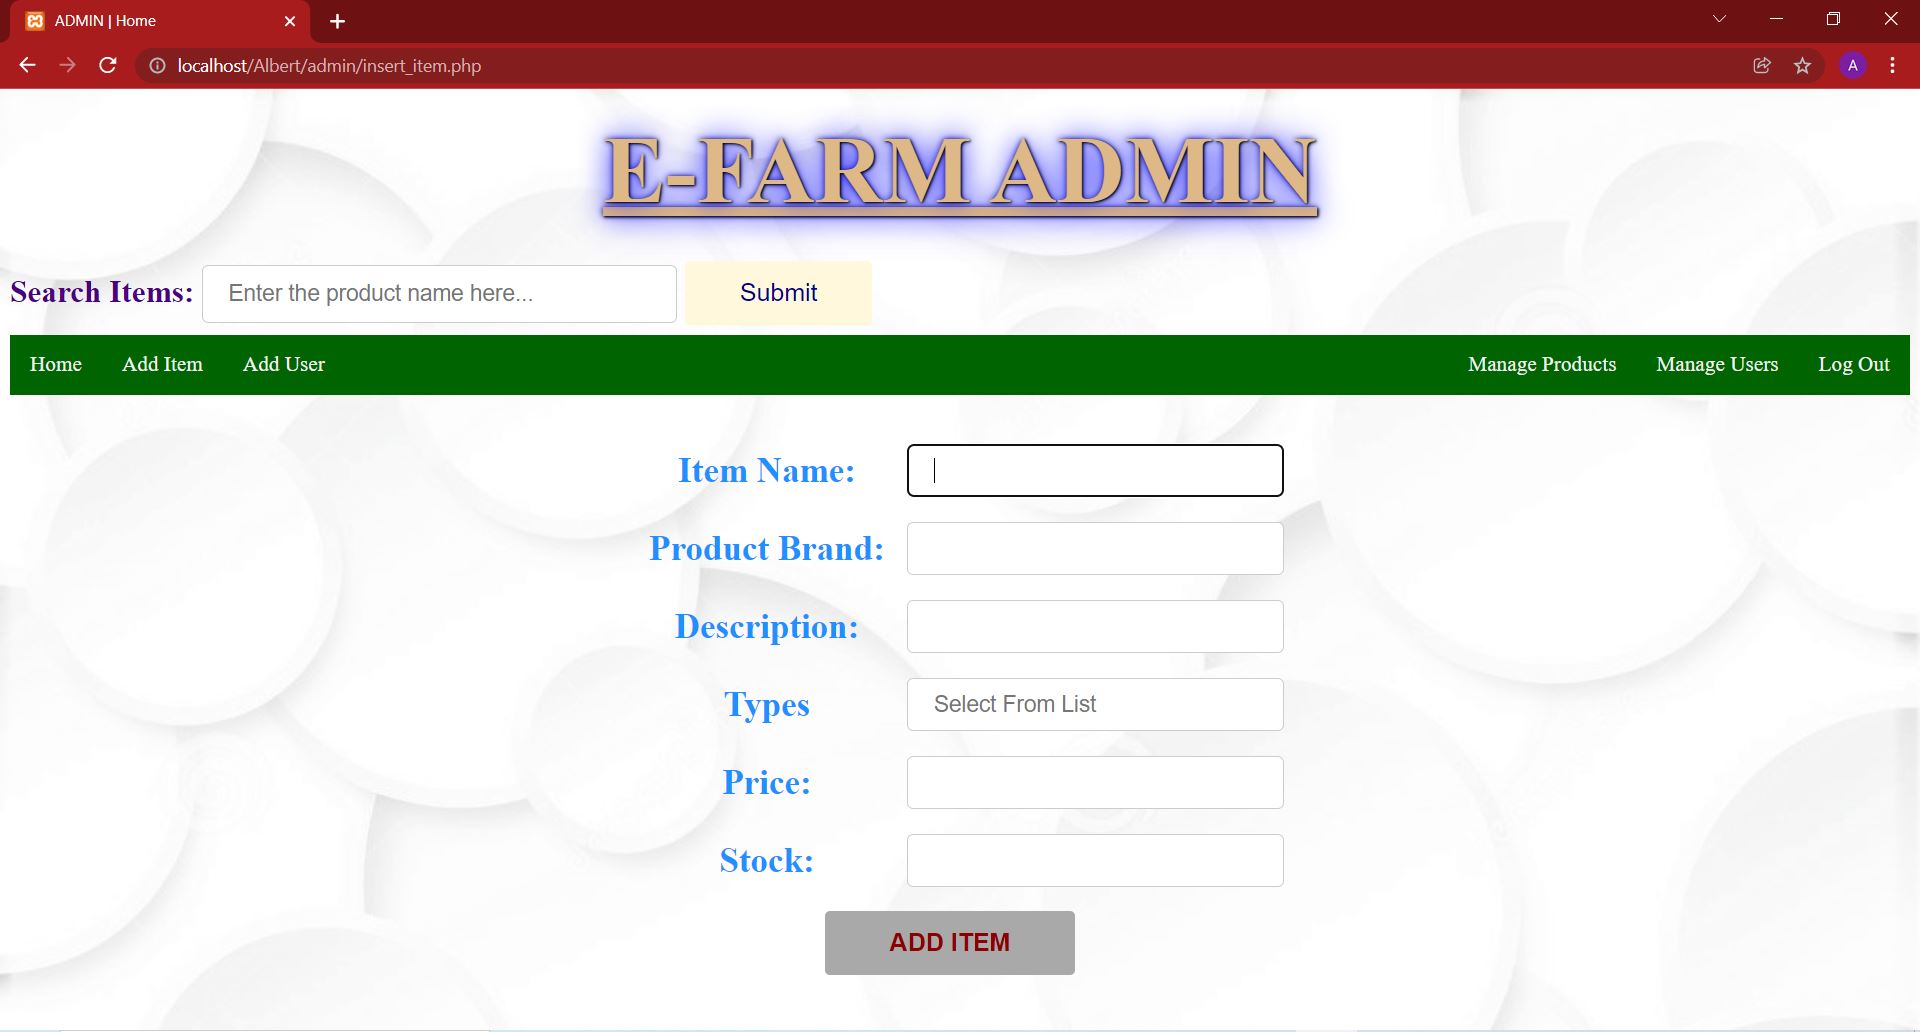 ADMIN | Home
localhost/Albert/admin/insert_item.php
A
E-FARM ADMIN
Search Items: Enter the product name here... Submit
Home Add Item Add User Manage Products Manage Users Log Out
Item Name:
Product Brand:
Description:
Types Select From List
Price:
Stock:
ADD ITEM